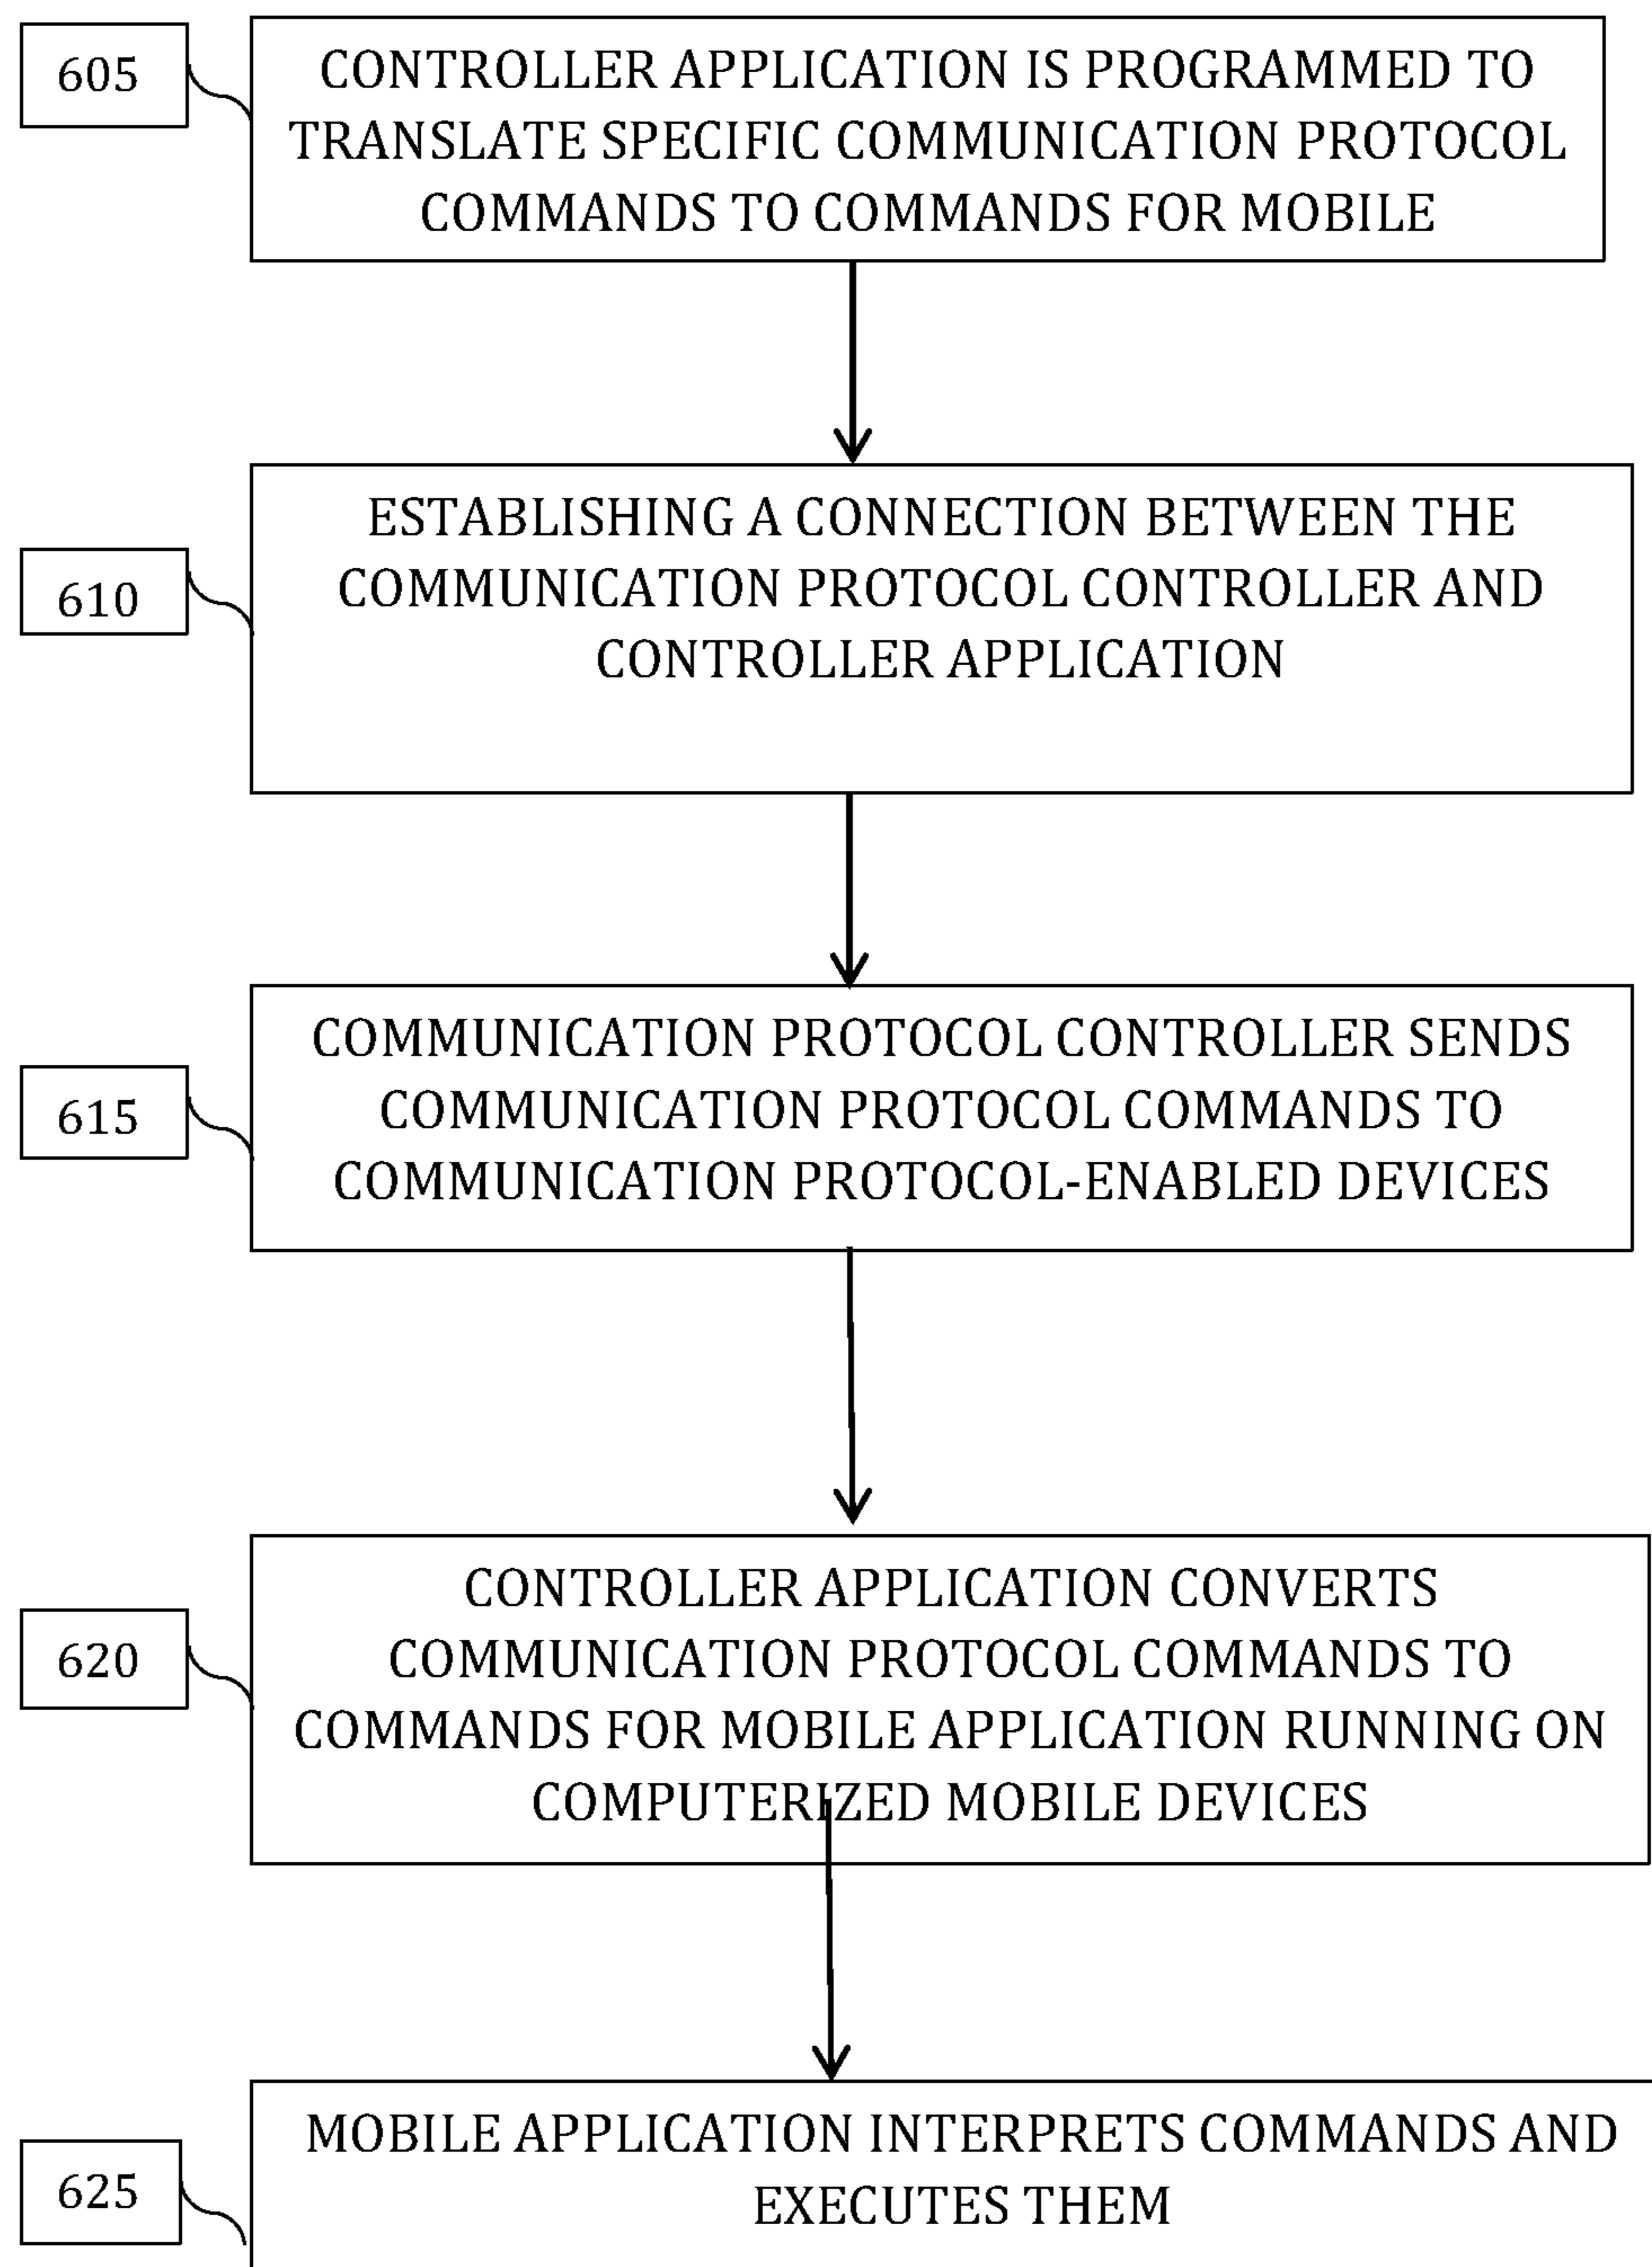 605
CONTROLLER APPLICATION IS PROGRAMMED TO
TRANSLATE SPECIFIC COMMUNICATION PROTOCOL
COMMANDS TO COMMANDS FOR MOBILE
610
ESTABLISHING A CONNECTION BETWEEN THE
COMMUNICATION PROTOCOL CONTROLLER AND
CONTROLLER APPLICATION
615
COMMUNICATION PROTOCOL CONTROLLER SENDS
COMMUNICATION PROTOCOL COMMANDS TO
COMMUNICATION PROTOCOL-ENABLED DEVICES
620
CONTROLLER APPLICATION CONVERTS
COMMUNICATION PROTOCOL COMMANDS TO
COMMANDS FOR MOBILE APPLICATION RUNNING ON
COMPUTERIZED MOBILE DEVICES
625
MOBILE APPLICATION INTERPRETS COMMANDS AND
EXECUTES THEM